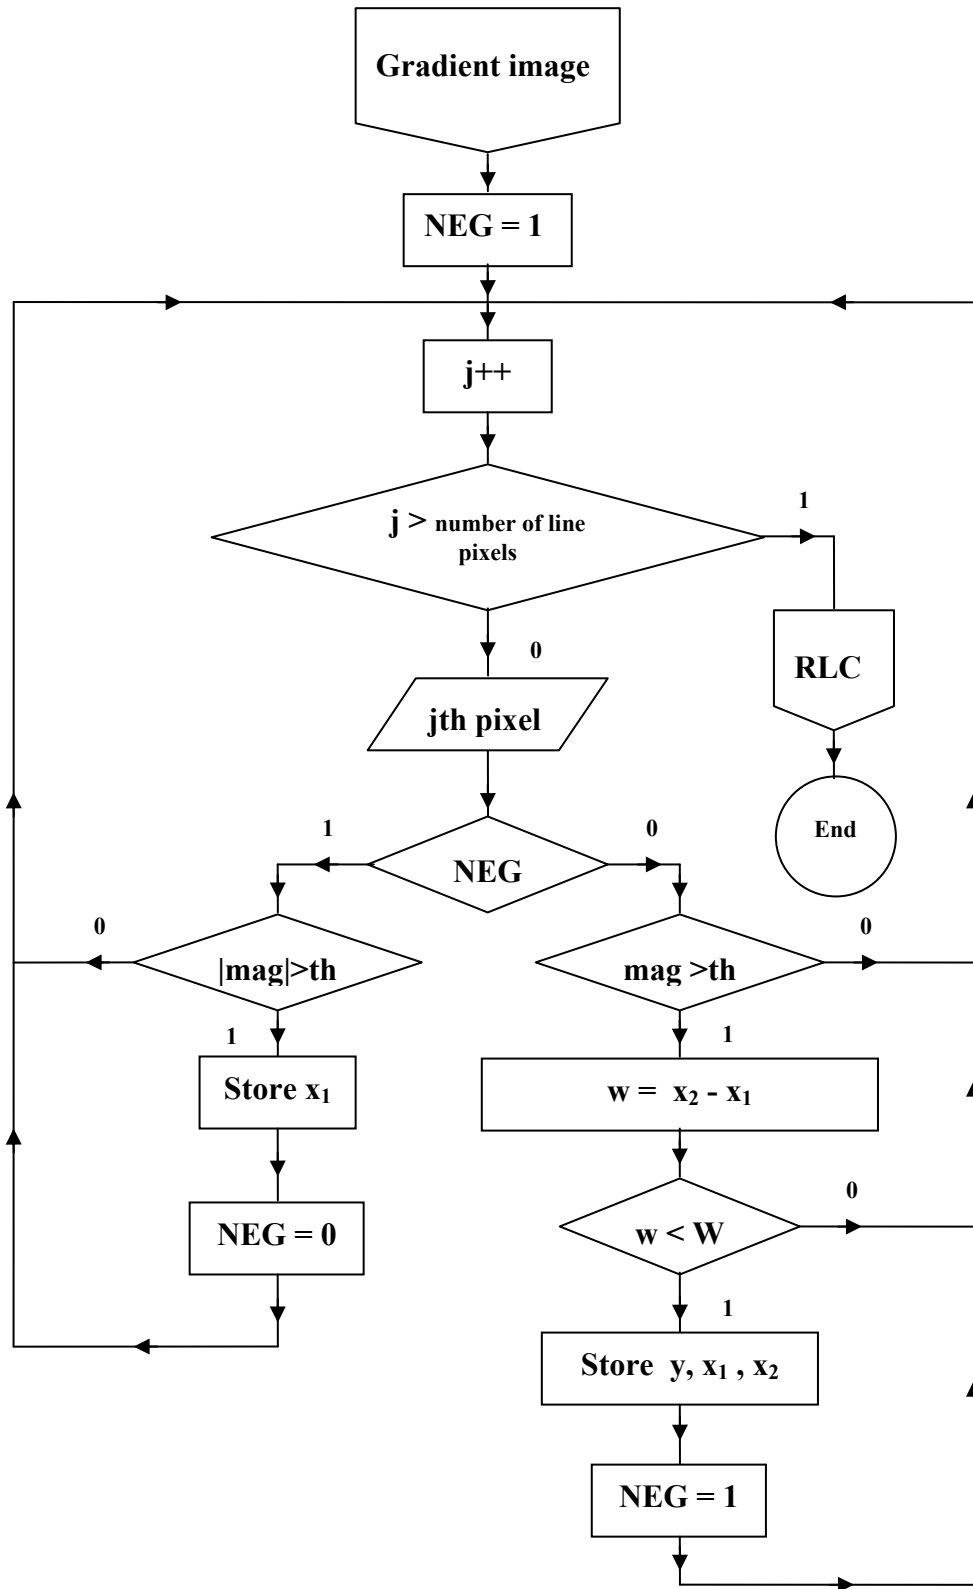 Gradient image
NEG = 1
j++
j > number of line
pixels
1
0
RLC
jth pixel
End
1
0
NEG
0
|mag|>th
mag >th
0
1
1
Store x₁
w = x₂ - x₁
0
NEG = 0
w < W
1
Store y, x₁ , x₂
NEG = 1